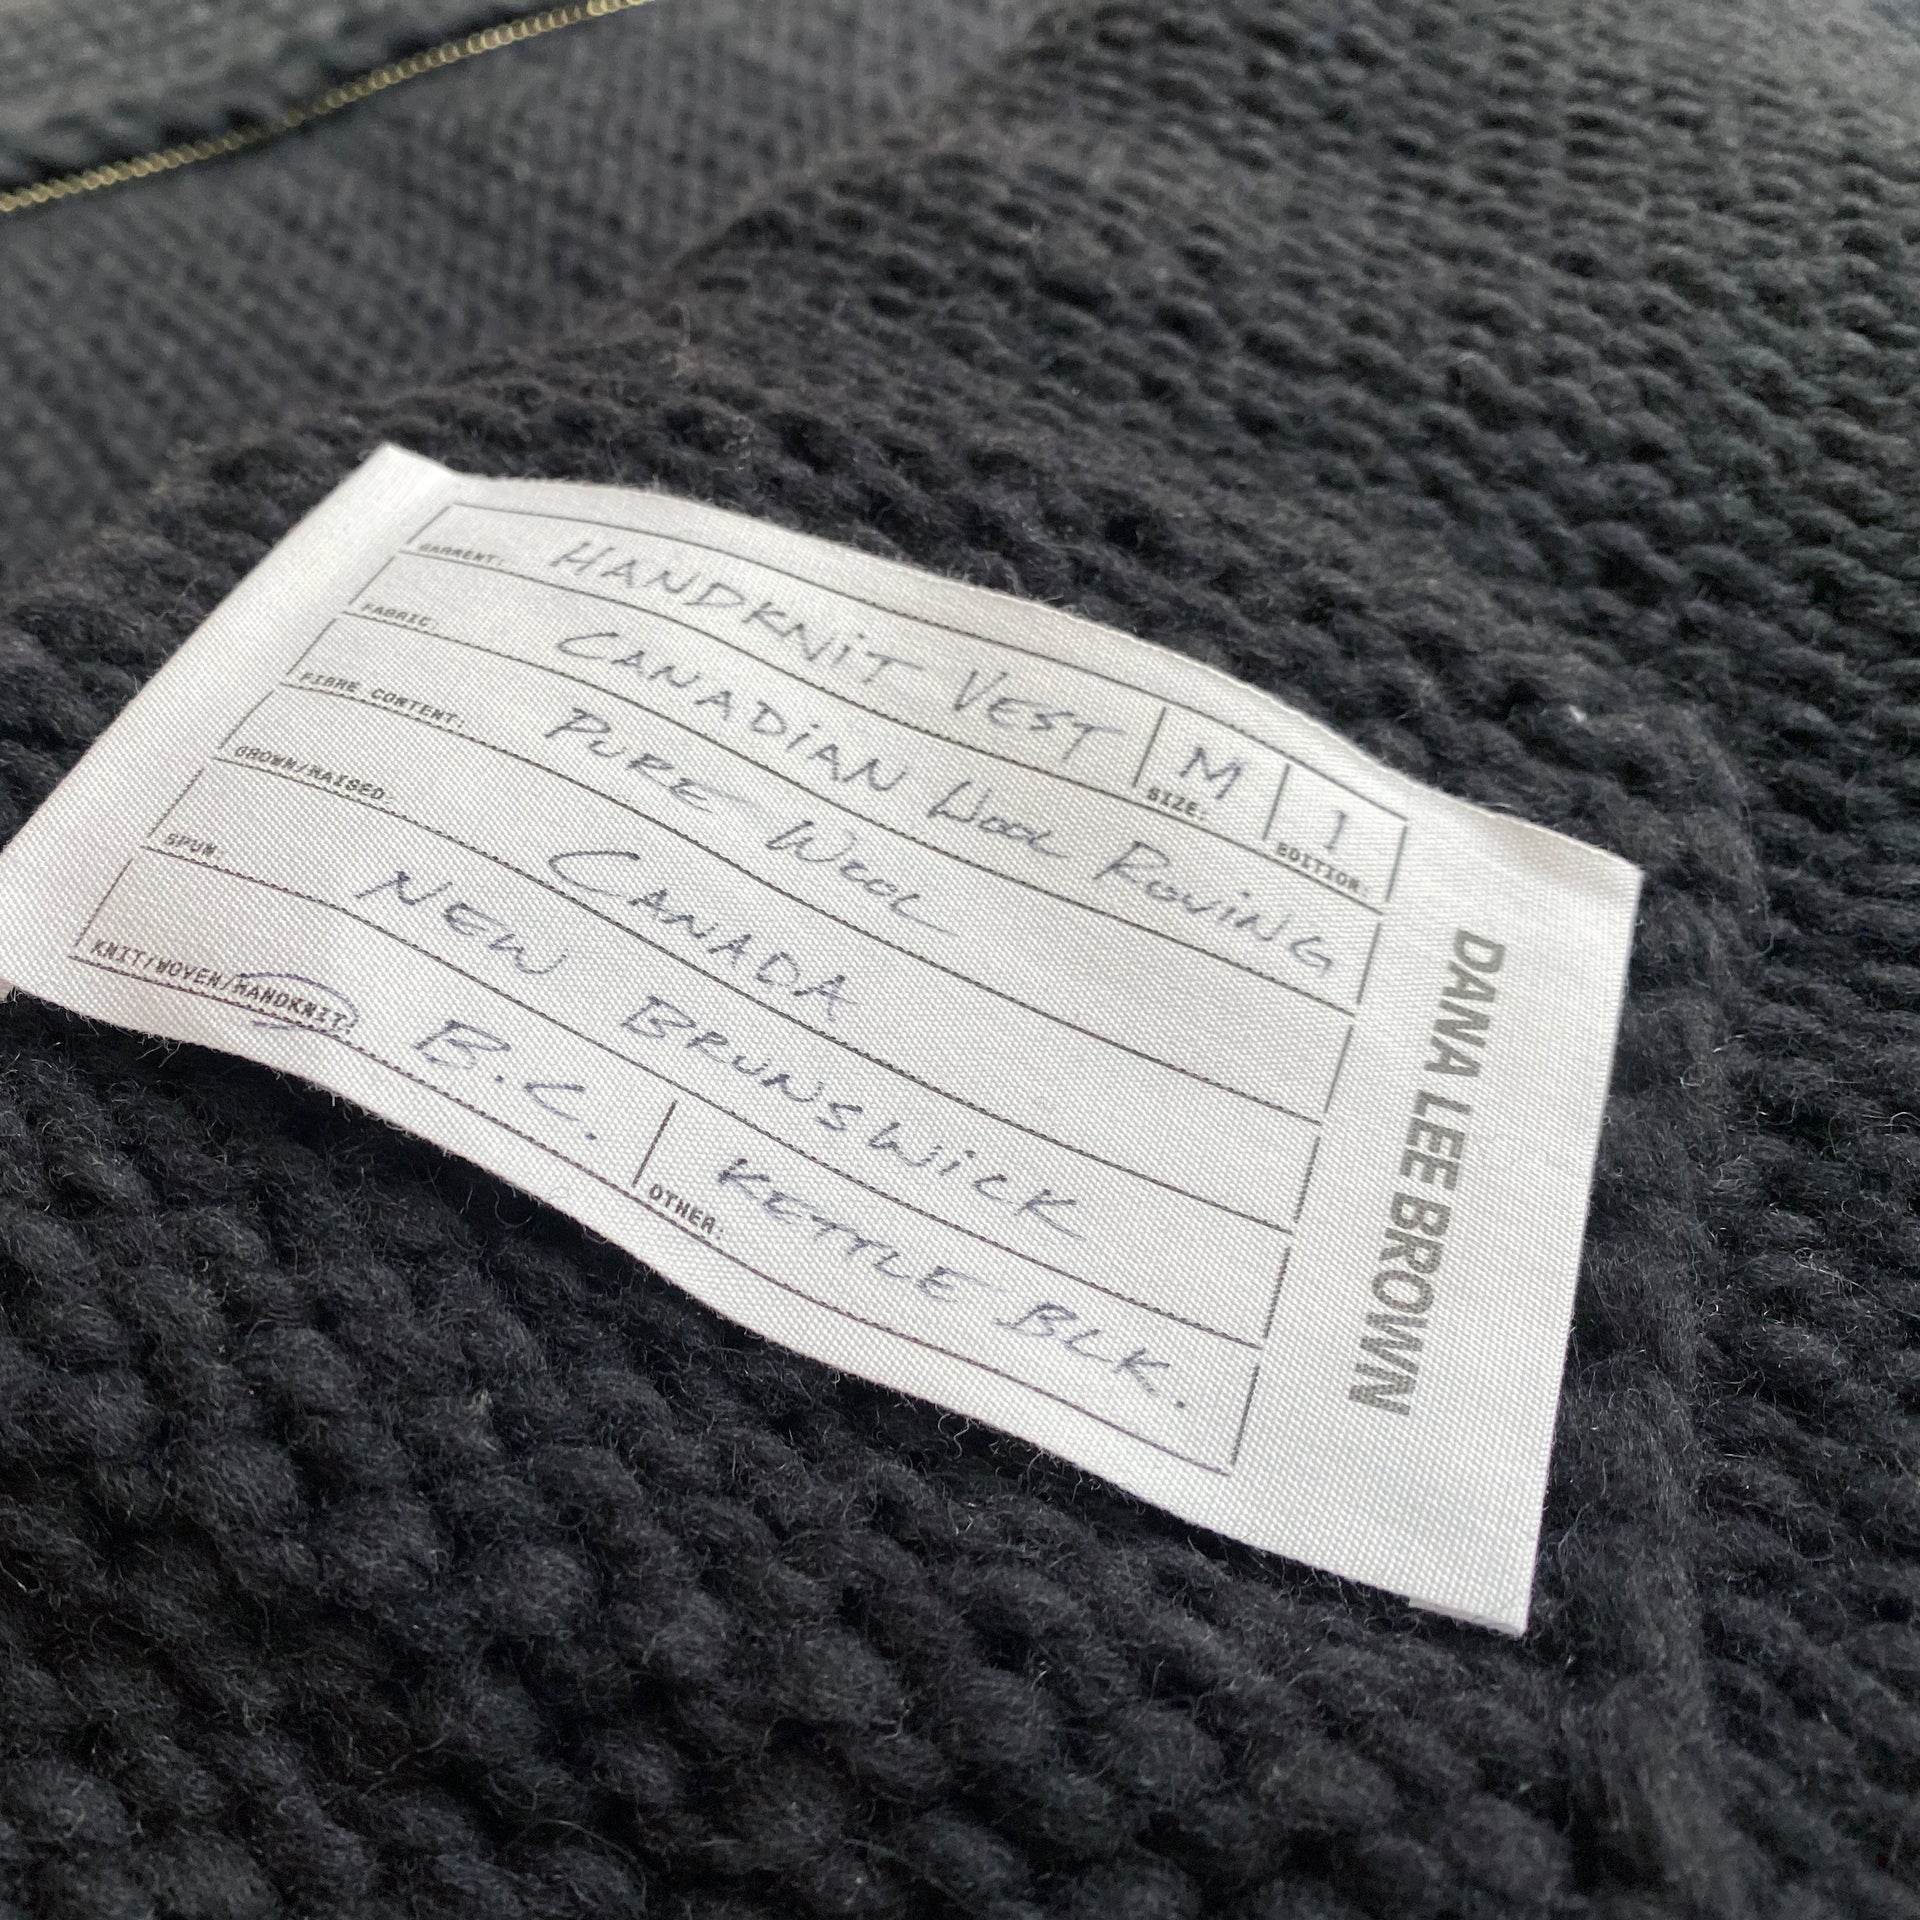 GARMENT: HANDKNiT VEST
SIZE: M
EDITION: 1
FABRIC: CANADiAN WOOL ROViNG
FIBRE CONTENT: PURE WOOL
GROWN/RAISED: CANADA
SPUN: NEW BRUNSWiCK
KNIT/WOVEN/HANDKNIT: B.C.
OTHER: KETTLE BLK.
DANA LEE BROWN